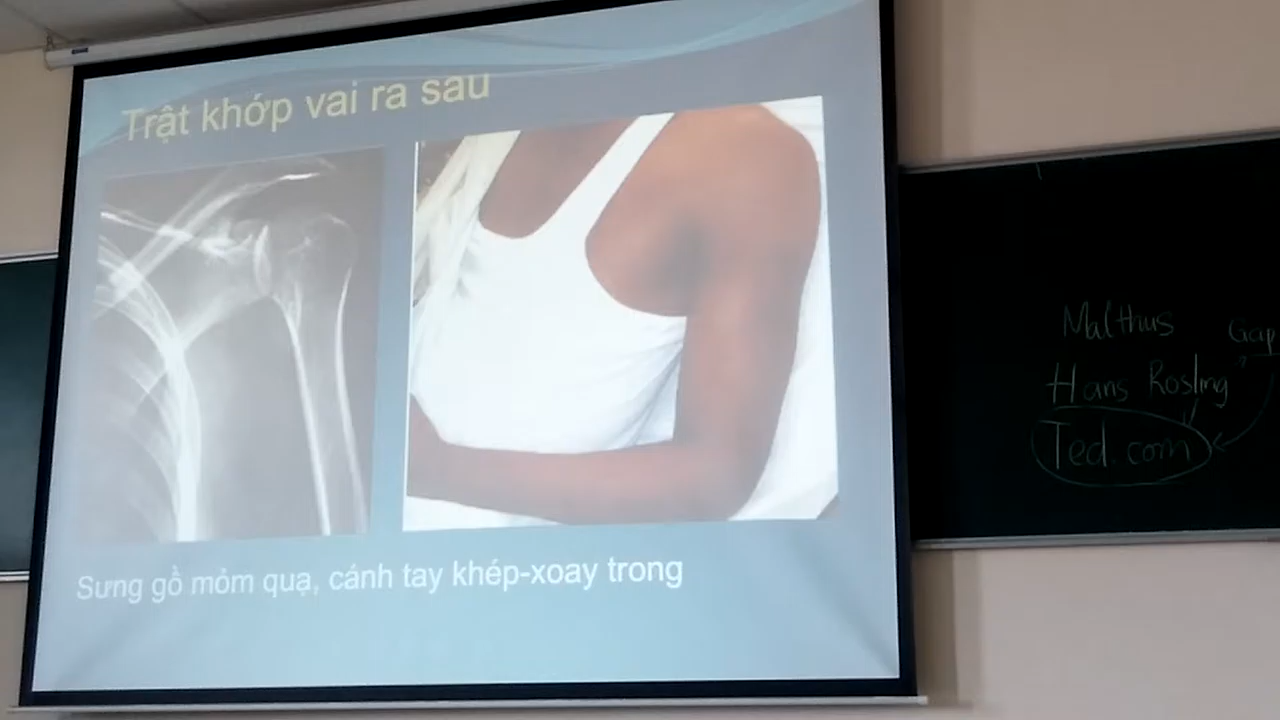 Trật khớp vai ra sau
Sưng gồ mỏm quạ, cánh tay khép-xoay trong
Malthus
Gap
Hans Rosling
Ted.com